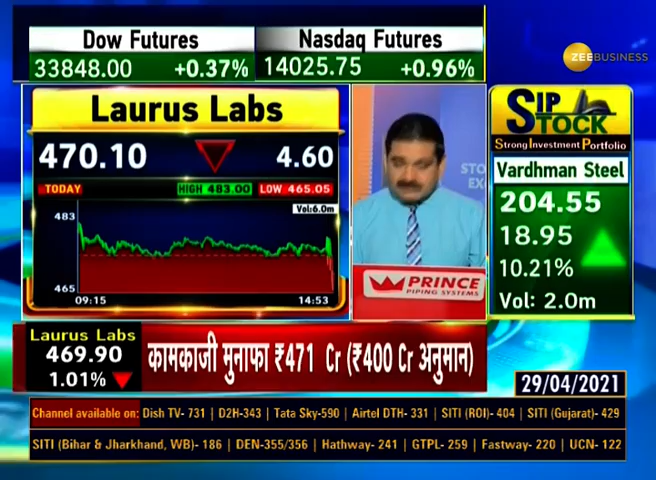 Dow Futures
33848.00 +0.37%
Nasdaq Futures
14025.75 +0.96%
ZEEBUSINESS
Laurus Labs
470.10 4.60
TODAY HIGH 483.00 LOW 465.05
Vol:6.0m
483
465
09:15 14:53
STO
EX
PRINCE
PIPING SYSTEMS
SIP
STOCK
Strong Investment Portfolio
Vardhman Steel
204.55
18.95
10.21%
Vol: 2.0m
Laurus Labs
469.90
1.01%
कामकाजी मुनाफा ₹471 Cr (₹400 Cr अनुमान)
29/04/2021
Channel available on: Dish TV- 731 | D2H-343 | Tata Sky-590 | Airtel DTH- 331 | SITI (ROI)- 404 | SITI (Gujarat)- 429
SITI (Bihar & Jharkhand, WB)- 186 | DEN-355/356 | Hathway- 241 | GTPL- 259 | Fastway- 220 | UCN- 122